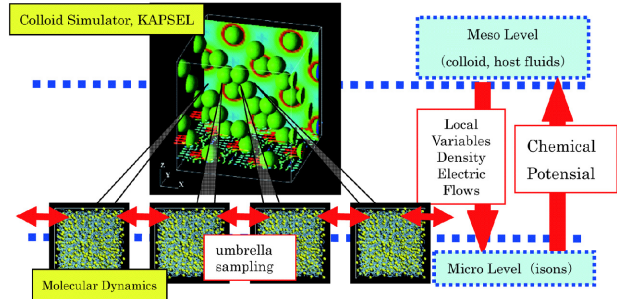 Colloid Simulator, KAPSEL
Meso Level
(colloid, host fluids)
Local
Variables
Density
Electric
Flows
Chemical
Potensial
Z
Y
X
umbrella
sampling
Molecular Dynamics
Micro Level (isons)